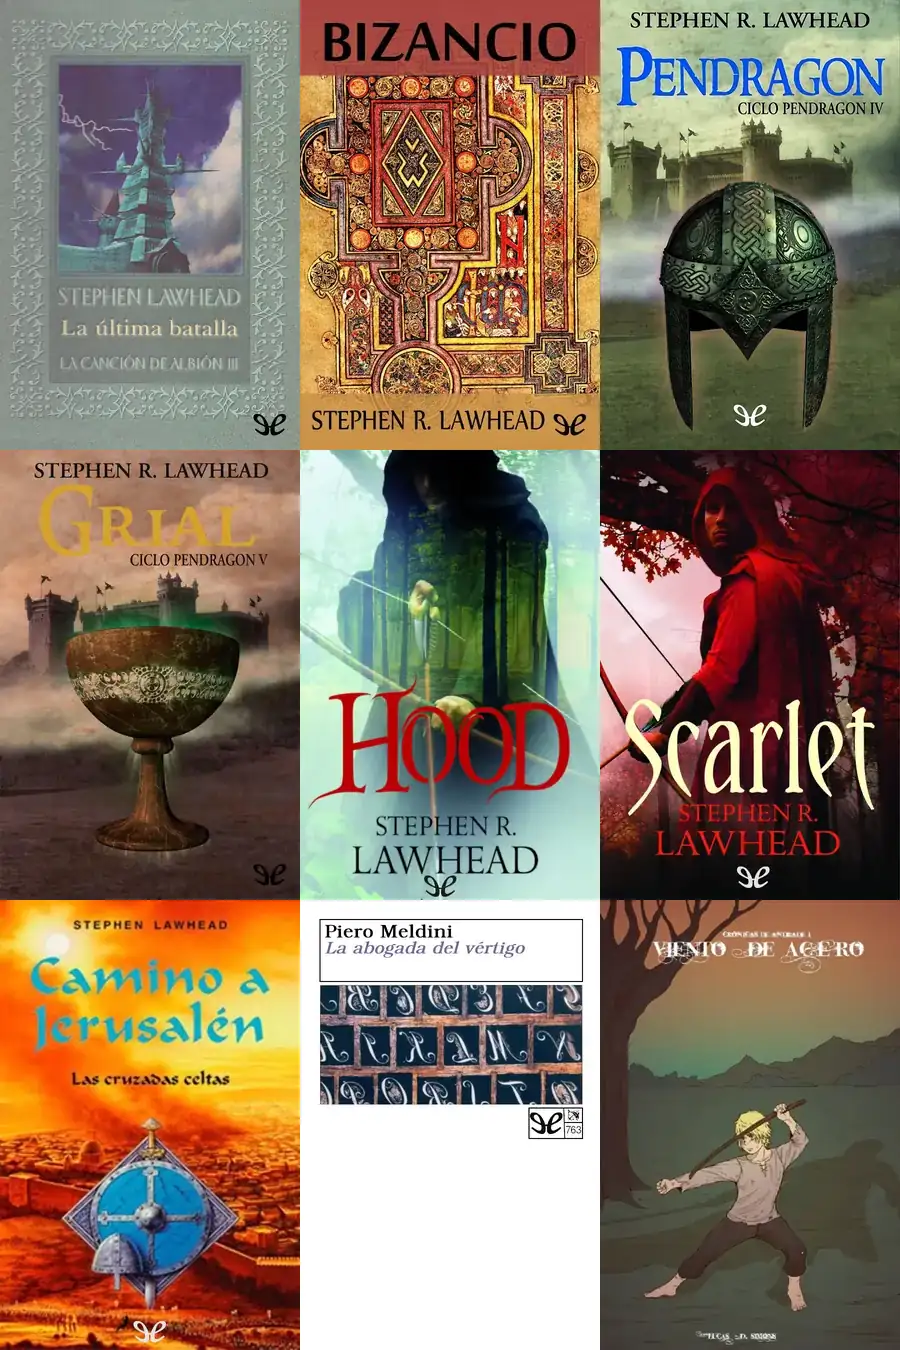 STEPHEN LAWHEAD
La última batalla
LA CANCIÓN DE ALBIÓN III
BIZANCIO
STEPHEN R. LAWHEAD
STEPHEN R. LAWHEAD
PENDRAGON
CICLO PENDRAGON IV
STEPHEN R. LAWHEAD
GRIAL
CICLO PENDRAGON V
HOOD
STEPHEN R.
LAWHEAD
Scarlet
STEPHEN R.
LAWHEAD
STEPHEN LAWHEAD
Camino a
Jerusalén
Las cruzadas celtas
Piero Meldini
La abogada del vértigo
763
VIENTO DE ACERO